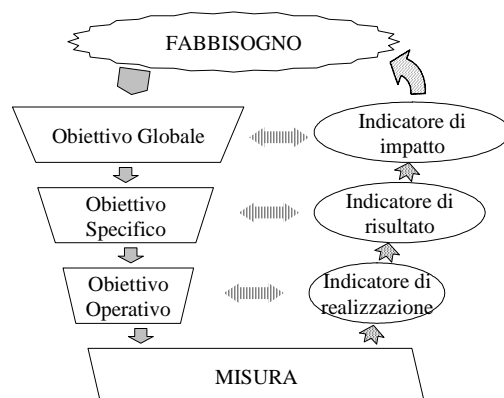 FABBISOGNO
Obiettivo Globale
Indicatore di
impatto
Obiettivo
Specifico
Indicatore di
risultato
Obiettivo
Operativo
Indicatore di
realizzazione
MISURA